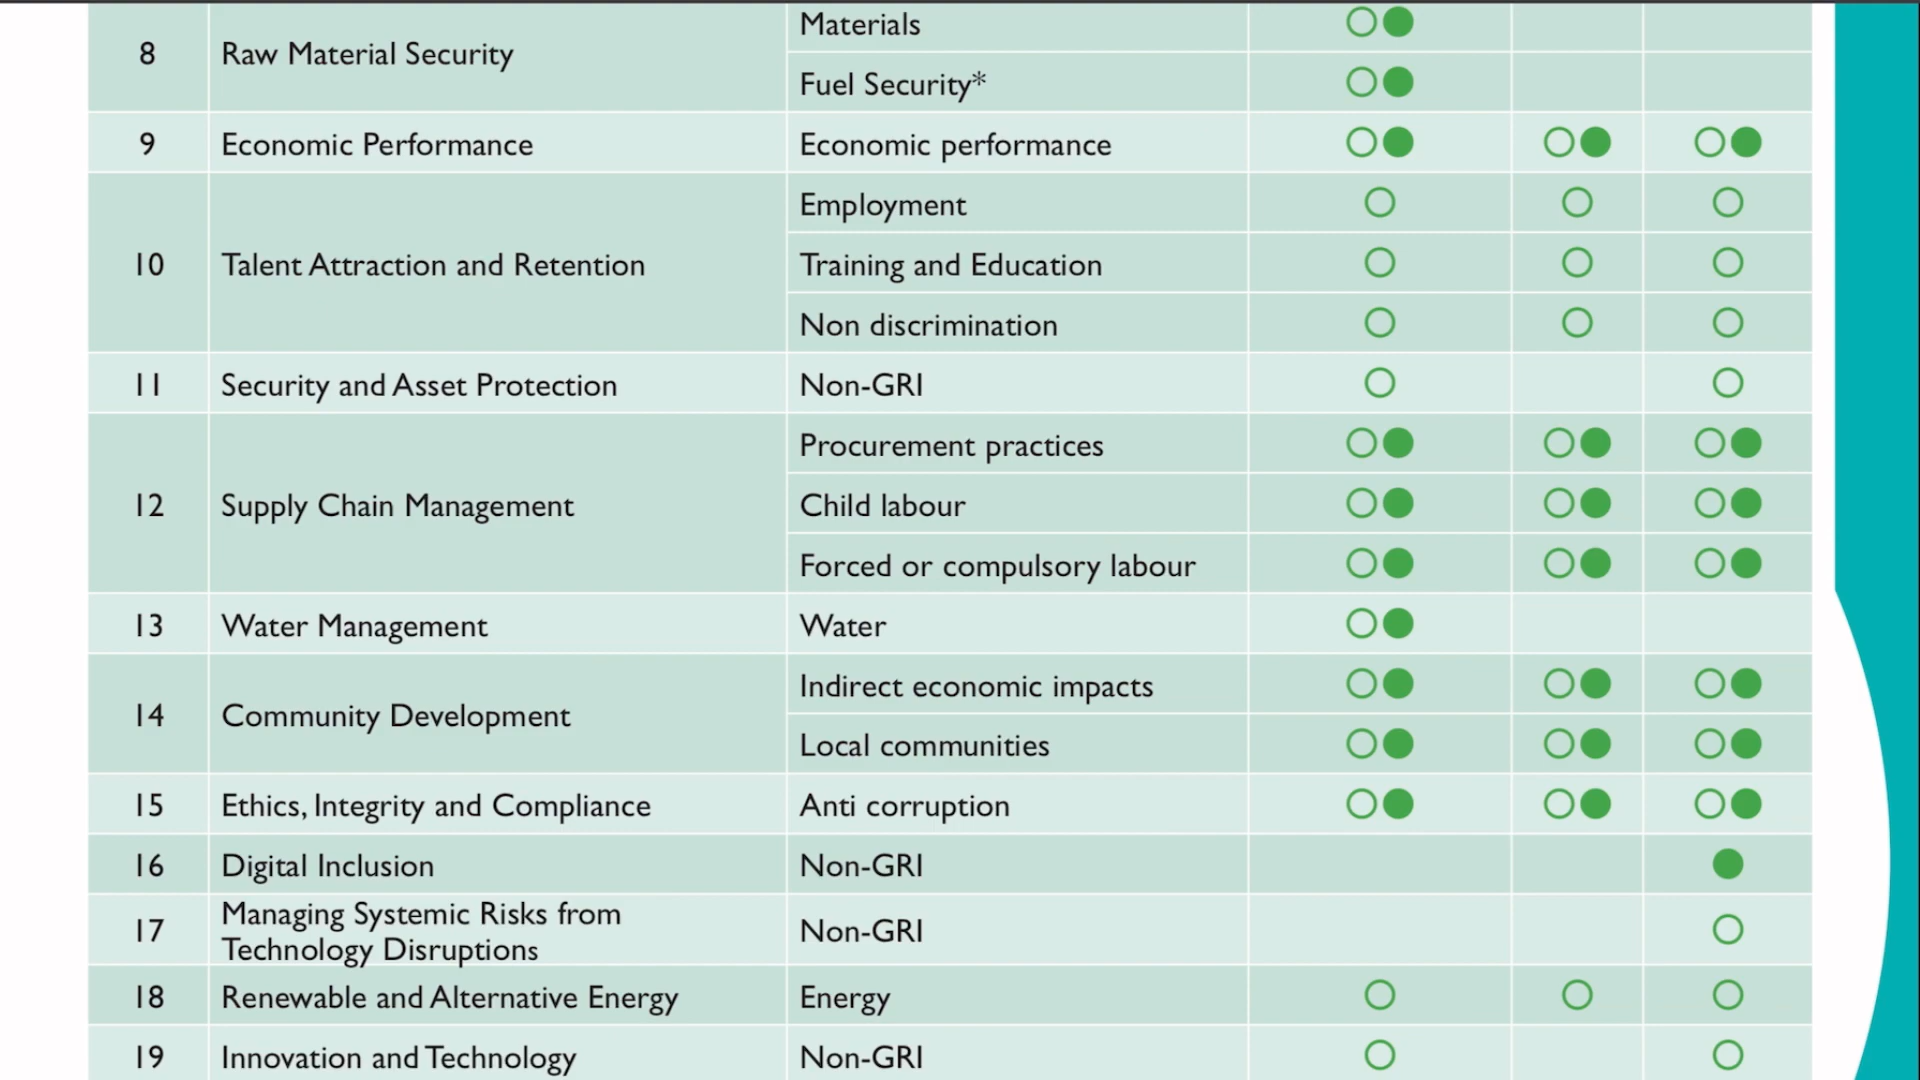 8 Raw Material Security Materials
Fuel Security*
9 Economic Performance Economic performance
10 Talent Attraction and Retention Employment
Training and Education
Non discrimination
11 Security and Asset Protection Non-GRI
12 Supply Chain Management Procurement practices
Child labour
Forced or compulsory labour
13 Water Management Water
14 Community Development Indirect economic impacts
Local communities
15 Ethics, Integrity and Compliance Anti corruption
16 Digital Inclusion Non-GRI
17 Managing Systemic Risks from
Technology Disruptions Non-GRI
18 Renewable and Alternative Energy Energy
19 Innovation and Technology Non-GRI